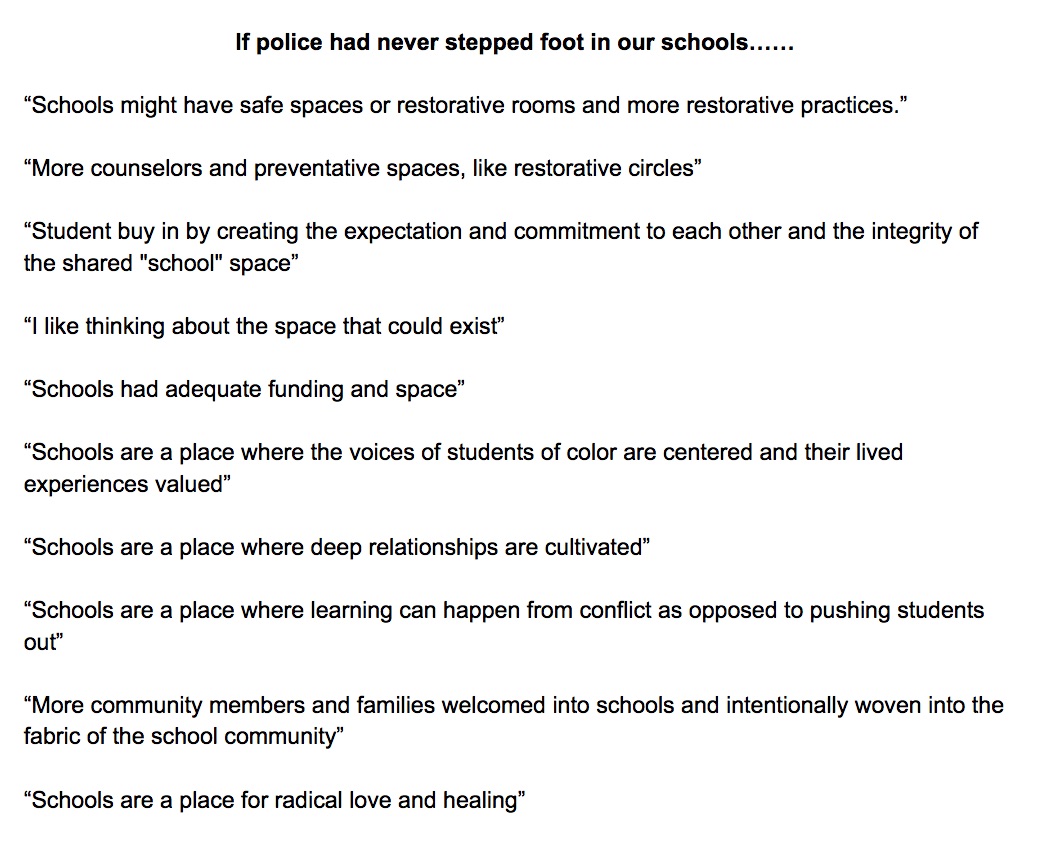 If police had never stepped foot in our schools......
“Schools might have safe spaces or restorative rooms and more restorative practices.”
“More counselors and preventative spaces, like restorative circles”
“Student buy in by creating the expectation and commitment to each other and the integrity of
the shared "school" space”
“I like thinking about the space that could exist”
“Schools had adequate funding and space”
“Schools are a place where the voices of students of color are centered and their lived
experiences valued”
“Schools are a place where deep relationships are cultivated”
“Schools are a place where learning can happen from conflict as opposed to pushing students
out”
“More community members and families welcomed into schools and intentionally woven into the
fabric of the school community”
“Schools are a place for radical love and healing”